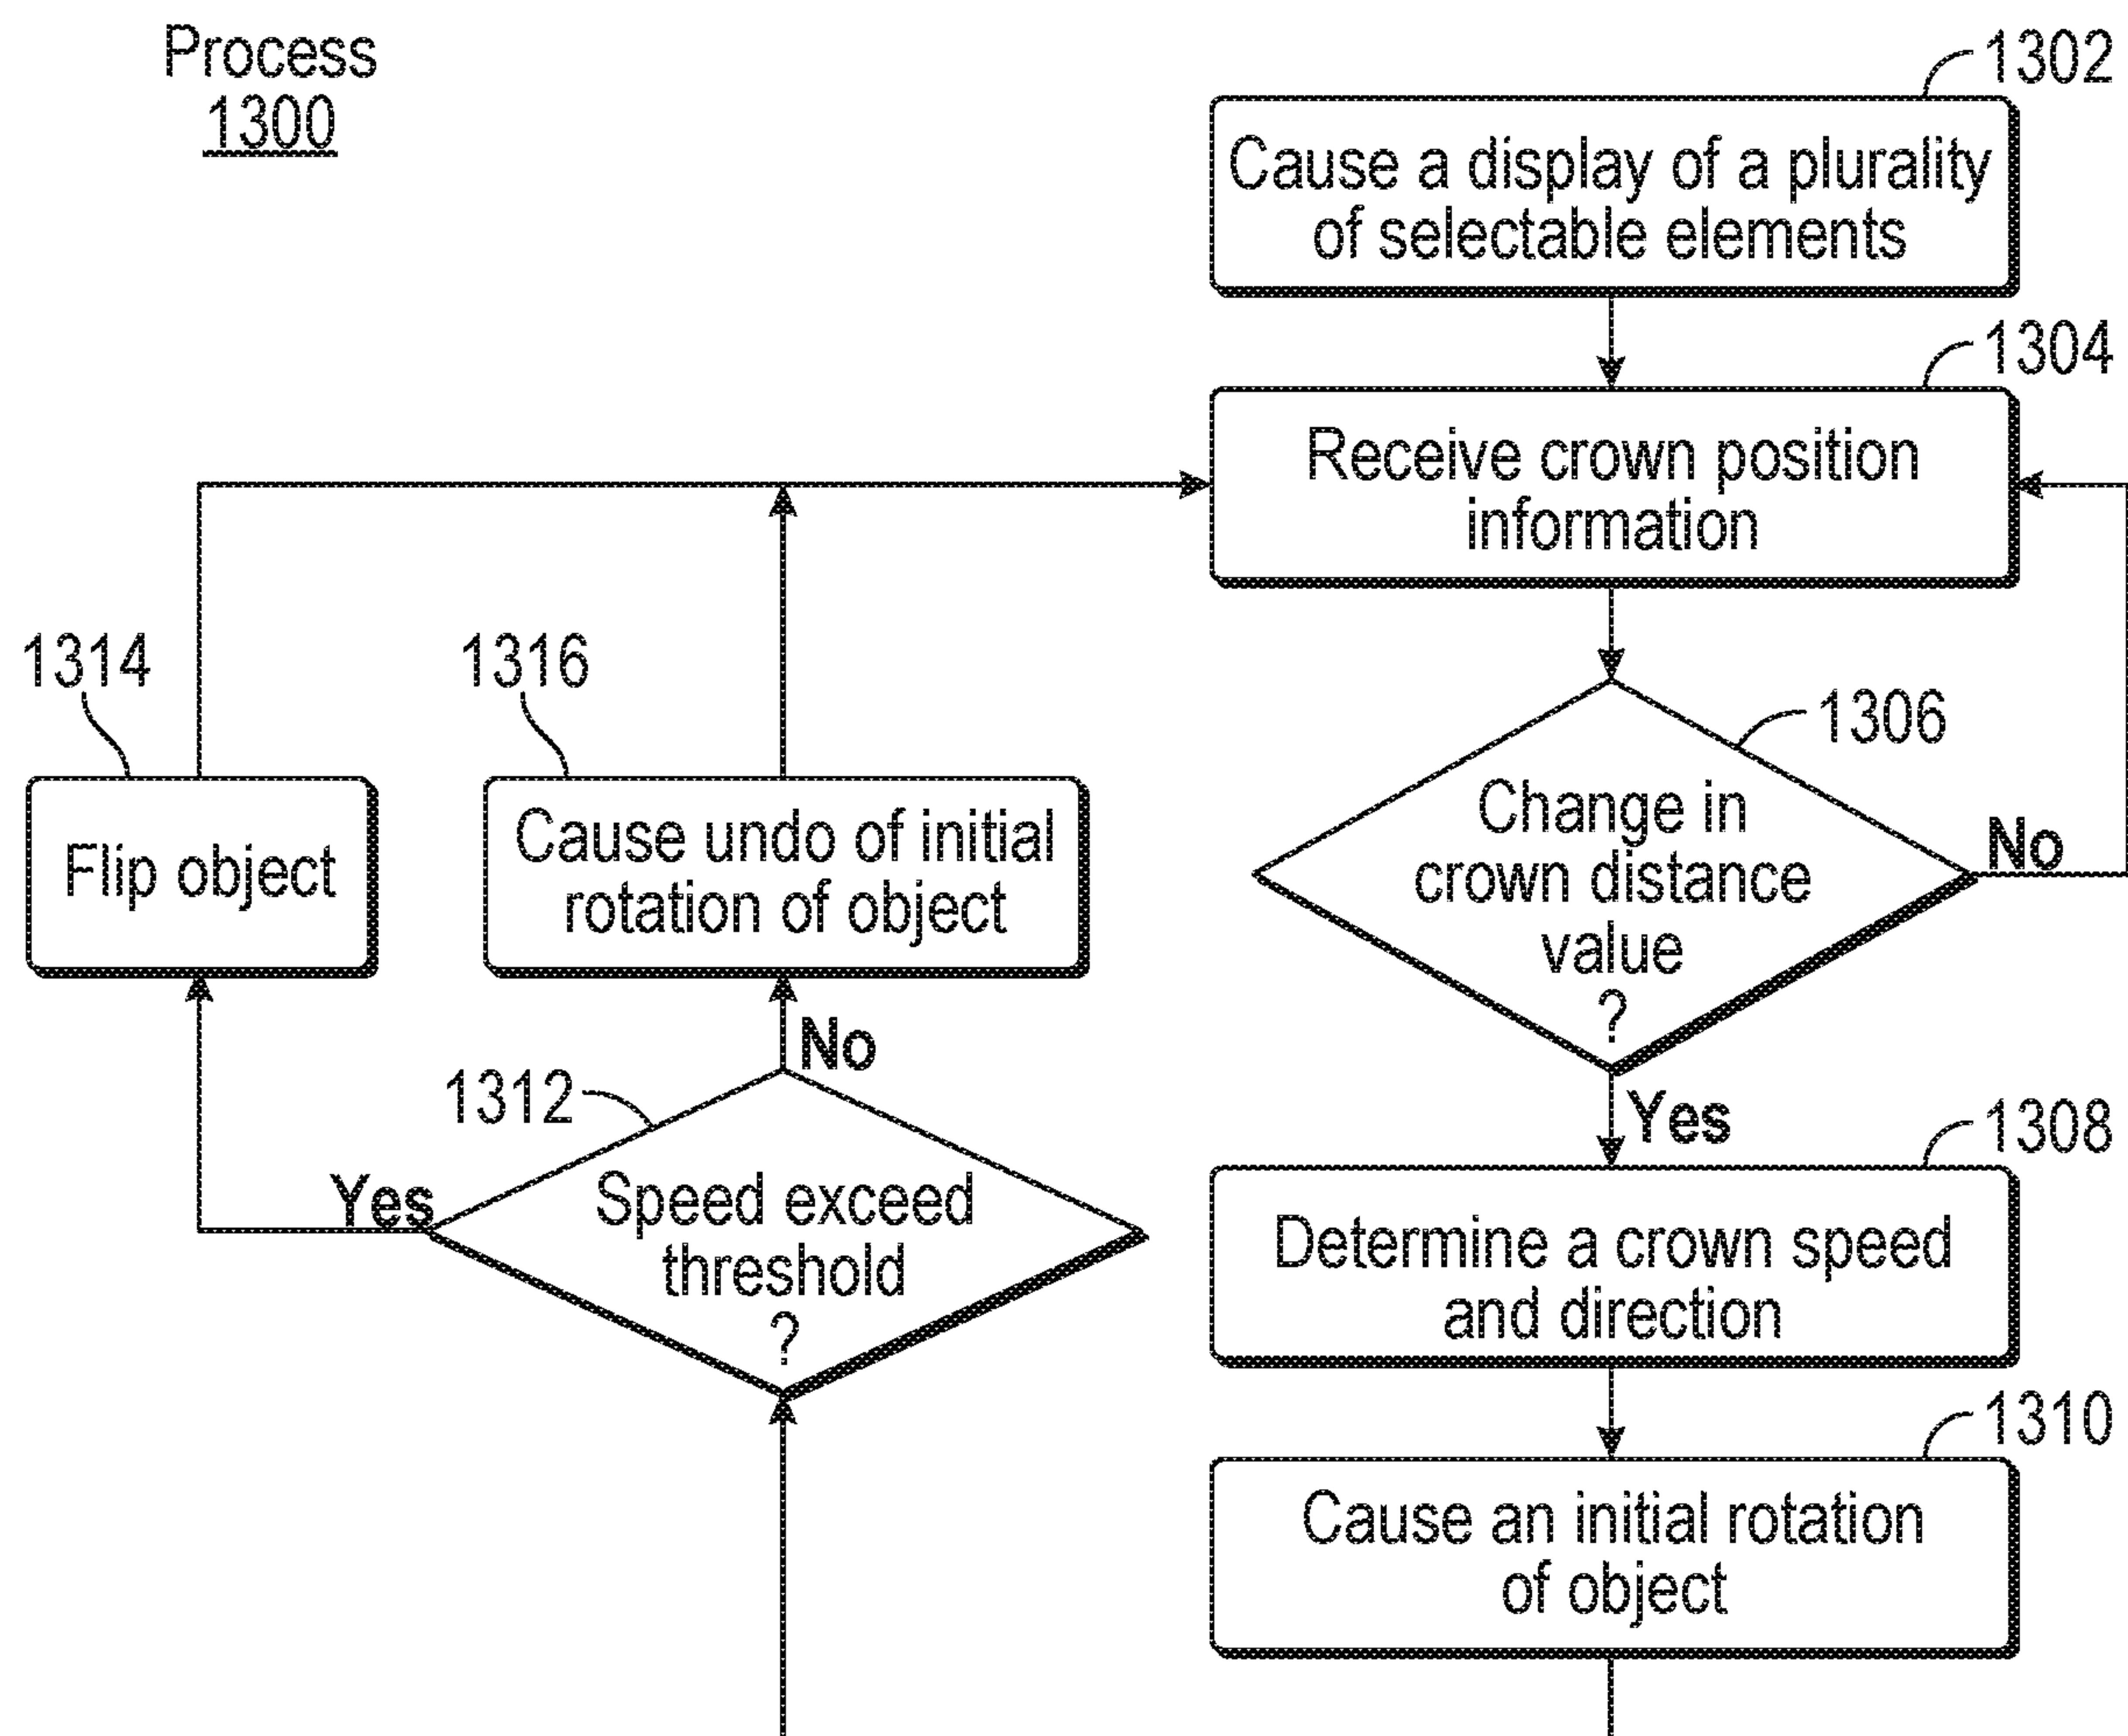 Process
1300
1302
Cause a display of a plurality
of selectable elements
1304
Receive crown position
information
1306
Change in
crown distance
value
?
No
Yes
1308
Determine a crown speed
and direction
1310
Cause an initial rotation
of object
1312
Speed exceed
threshold
?
Yes
No
1314
Flip object
1316
Cause undo of initial
rotation of object